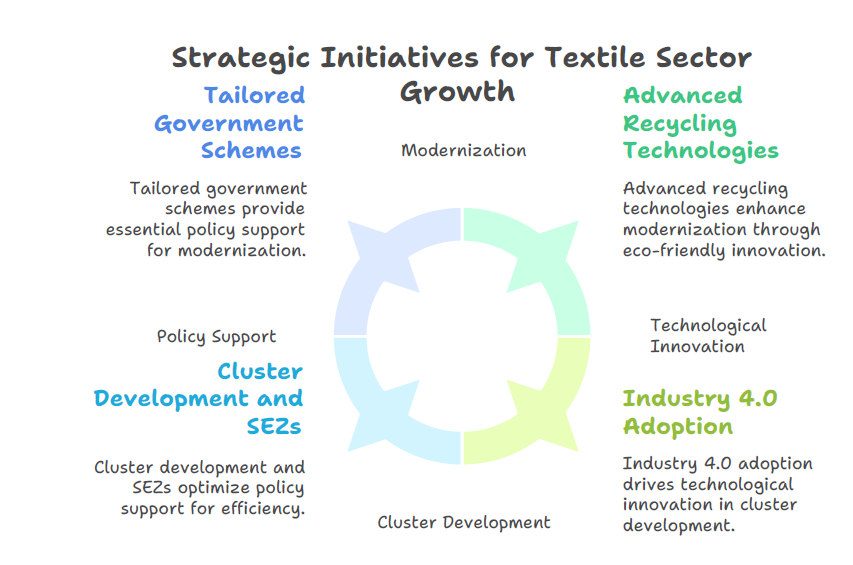 Strategic Initiatives for Textile Sector
Growth
Tailored
Government
Schemes
Tailored government
schemes provide
essential policy support
for modernization.
Modernization
Advanced
Recycling
Technologies
Advanced recycling
technologies enhance
modernization through
eco-friendly innovation.
Policy Support
Technological
Innovation
Cluster
Development and
SEZs
Cluster development and
SEZs optimize policy
support for efficiency.
Industry 4.0
Adoption
Industry 4.0 adoption
drives technological
innovation in cluster
development.
Cluster Development